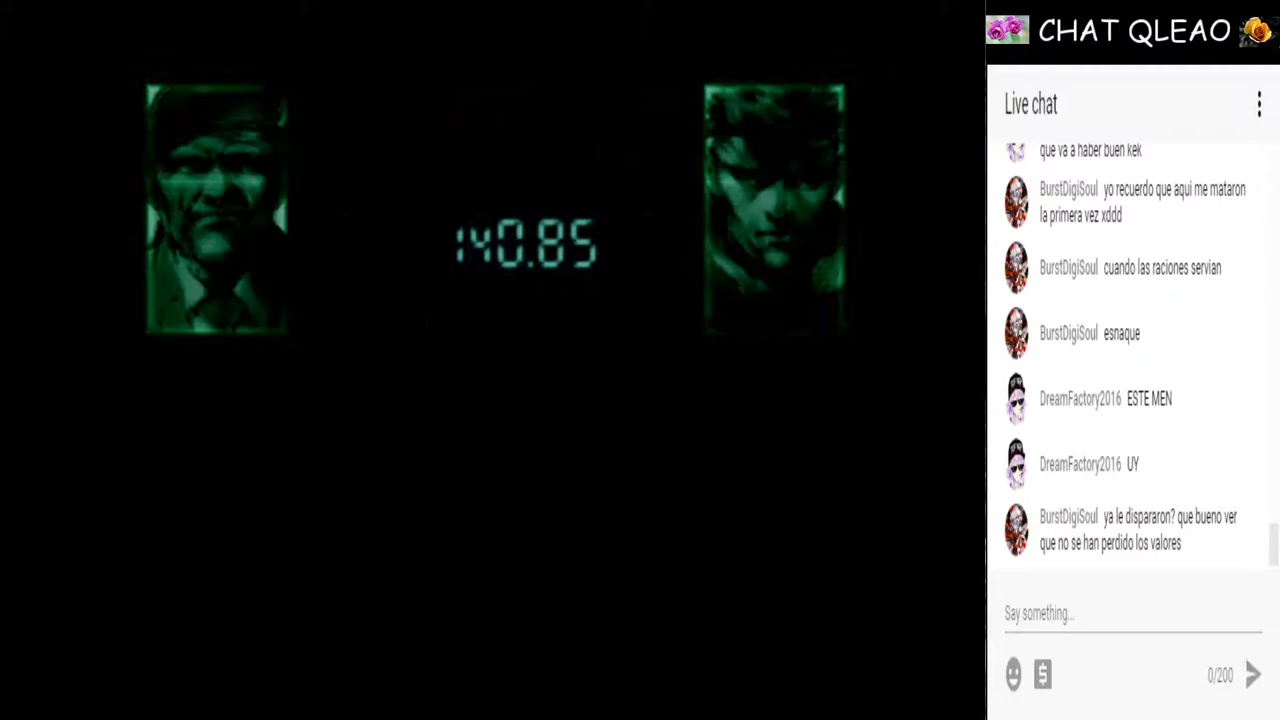 CHAT QLEAO
140.85
Live chat
que va a haber buen kek
BurstDigiSoul yo recuerdo que aqui me mataron
la primera vez xddd
BurstDigiSoul cuando las raciones servian
BurstDigiSoul esnaque
DreamFactory2016 ESTE MEN
DreamFactory2016 UY
BurstDigiSoul ya le dispararon? que bueno ver
que no se han perdido los valores
Say something...
0/200